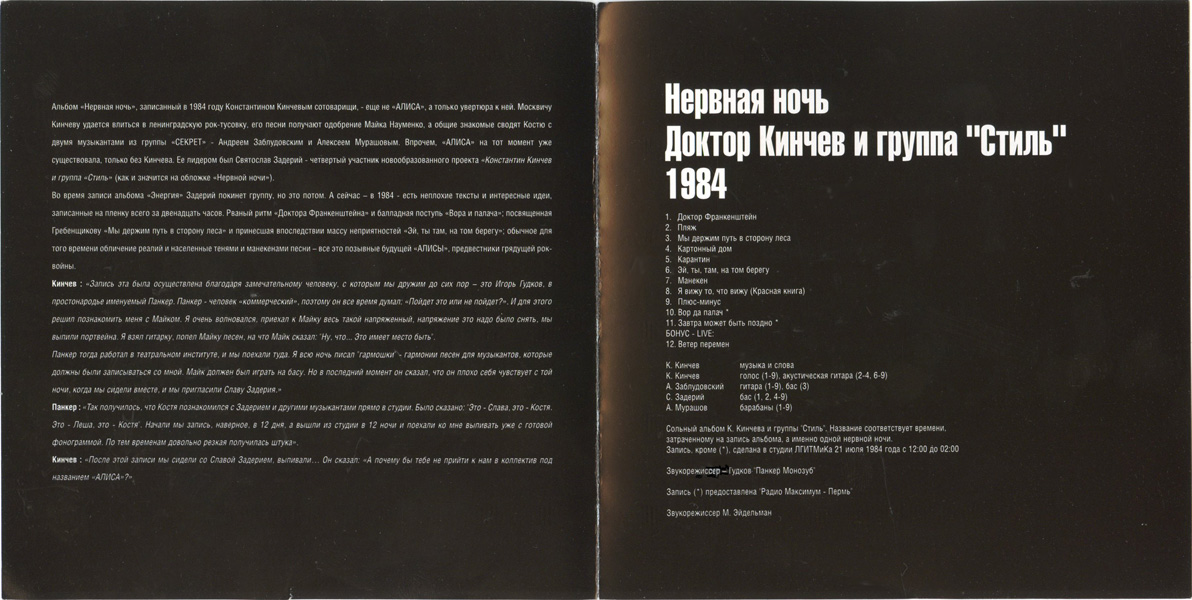 Альбом «Нервная ночь», записанный в 1984 году Константином Кинчевым сотоварищи, - еще не «АЛИСА», а только увертюра к ней. Москвичу
Кинчеву удается влиться в ленинградскую рок-тусовку, его песни получают одобрение Майка Науменко, а общие знакомые сводят Костю с
двумя музыкантами из группы «СЕКРЕТ» - Андреем Заблудовским и Алексеем Мурашовым. Впрочем, «АЛИСА» на тот момент уже
существовала, только без Кинчева. Ее лидером был Святослав Задерий - четвертый участник новообразованного проекта «Константин Кинчев
и группа «Стиль» (как и значится на обложке «Нервной ночи»).
Во время записи альбома «Энергия» Задерий покинет группу, но это потом. А сейчас – в 1984 - есть неплохие тексты и интересные идеи,
записанные на пленку всего за двенадцать часов. Рваный ритм «Доктора Франкенштейна» и балладная поступь «Вора и палача»; посвященная
Гребенщикову «Мы держим путь в сторону леса» и принесшая впоследствии массу неприятностей «Эй, ты там, на том берегу»; обычное для
того времени обличение реалий и населенные тенями и манекенами песни – все это позывные будущей «АЛИСЫ», предвестники грядущей рок-
войны.
Кинчев : «Запись эта была осуществлена благодаря замечательному человеку, с которым мы дружим до сих пор – это Игорь Гудков, в
простонародье именуемый Панкер. Панкер - человек «коммерческий», поэтому он все время думал: «Пойдет это или не пойдет?». И для этого
решил познакомить меня с Майком. Я очень волновался, приехал к Майку весь такой напряженный, напряжение это надо было снять, мы
выпили портвейна. Я взял гитарку, попел Майку песен, на что Майк сказал: 'Ну, что... Это имеет место быть'.
Панкер тогда работал в театральном институте, и мы поехали туда. Я всю ночь писал 'гармошки' - гармонии песен для музыкантов, которые
должны были записываться со мной. Майк должен был играть на басу. Но в последний момент он сказал, что он плохо себя чувствует с той
ночи, когда мы сидели вместе, и мы пригласили Славу Задерия.»
Панкер : «Так получилось, что Костя познакомился с Задерием и другими музыкантами прямо в студии. Было сказано: 'Это - Слава, это - Костя.
Это - Леша, это - Костя'. Начали мы запись, наверное, в 12 дня, а вышли из студии в 12 ночи и поехали ко мне выпивать уже с готовой
фонограммой. По тем временам довольно резкая получилась штука».
Кинчев : «После этой записи мы сидели со Славой Задерием, выпивали... Он сказал: «А почему бы тебе не прийти к нам в коллектив под
названием «АЛИСА»?»
Нервная ночь
Доктор Кинчев и группа "Стиль"
1984
1. Доктор Франкенштейн
2. Пляж
3. Мы держим путь в сторону леса
4. Картонный дом
5. Карантин
6. Эй, ты, там, на том берегу
7. Манекен
8. Я вижу то, что вижу (Красная книга)
9. Плюс-минус
10. Вор да палач *
11. Завтра может быть поздно *
БОНУС - LIVE:
12. Ветер перемен
К. Кинчев музыка и слова
К. Кинчев голос (1-9), акустическая гитара (2-4, 6-9)
А. Заблудовский гитара (1-9), бас (3)
С. Задерий бас (1, 2, 4-9)
А. Мурашов барабаны (1-9)
Сольный альбом К. Кинчева и группы 'Стиль'. Название соответствует времени,
затраченному на запись альбома, а именно одной нервной ночи.
Запись, кроме (*), сделана в студии ЛГИТМиКа 21 июля 1984 года с 12:00 до 02:00
Звукорежиссер – Гудков 'Панкер Монозуб'
Запись (*) предоставлена 'Радио Максимум - Пермь'
Звукорежиссер М. Эйдельман